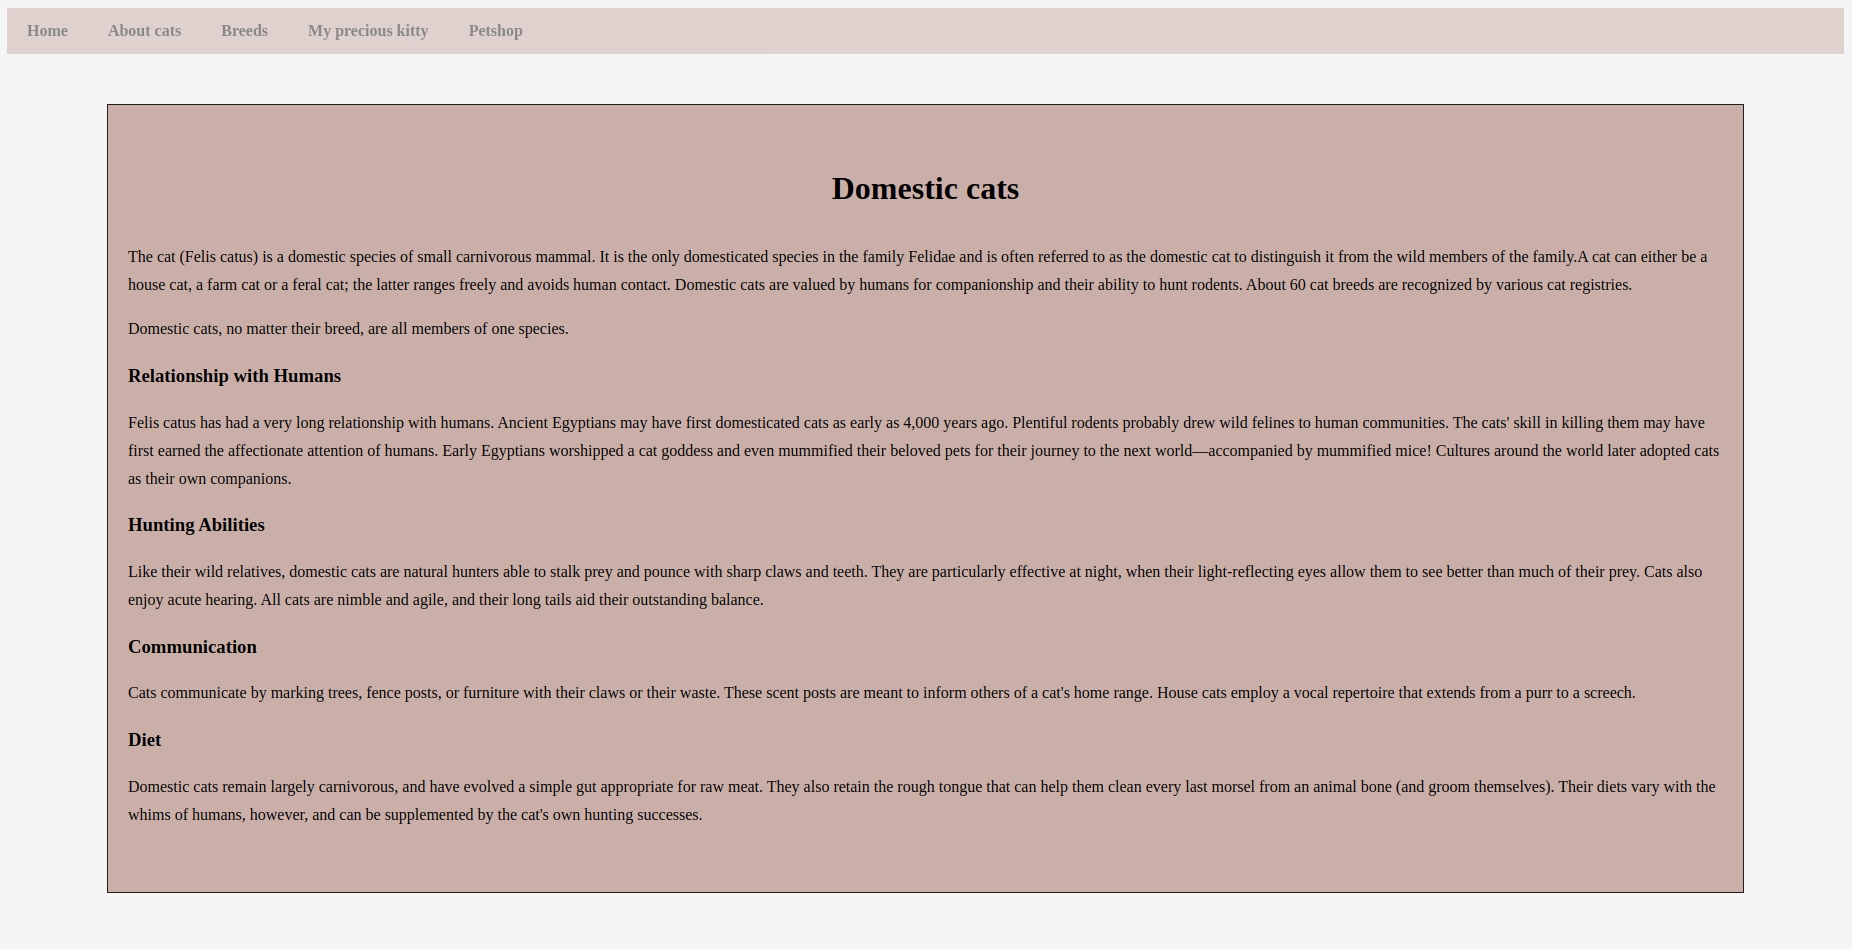 Home About cats Breeds My precious kitty Petshop
Domestic cats
The cat (Felis catus) is a domestic species of small carnivorous mammal. It is the only domesticated species in the family Felidae and is often referred to as the domestic cat to distinguish it from the wild members of the family.A cat can either be a
house cat, a farm cat or a feral cat; the latter ranges freely and avoids human contact. Domestic cats are valued by humans for companionship and their ability to hunt rodents. About 60 cat breeds are recognized by various cat registries.
Domestic cats, no matter their breed, are all members of one species.
Relationship with Humans
Felis catus has had a very long relationship with humans. Ancient Egyptians may have first domesticated cats as early as 4,000 years ago. Plentiful rodents probably drew wild felines to human communities. The cats' skill in killing them may have
first earned the affectionate attention of humans. Early Egyptians worshipped a cat goddess and even mummified their beloved pets for their journey to the next world—accompanied by mummified mice! Cultures around the world later adopted cats
as their own companions.
Hunting Abilities
Like their wild relatives, domestic cats are natural hunters able to stalk prey and pounce with sharp claws and teeth. They are particularly effective at night, when their light-reflecting eyes allow them to see better than much of their prey. Cats also
enjoy acute hearing. All cats are nimble and agile, and their long tails aid their outstanding balance.
Communication
Cats communicate by marking trees, fence posts, or furniture with their claws or their waste. These scent posts are meant to inform others of a cat's home range. House cats employ a vocal repertoire that extends from a purr to a screech.
Diet
Domestic cats remain largely carnivorous, and have evolved a simple gut appropriate for raw meat. They also retain the rough tongue that can help them clean every last morsel from an animal bone (and groom themselves). Their diets vary with the
whims of humans, however, and can be supplemented by the cat's own hunting successes.